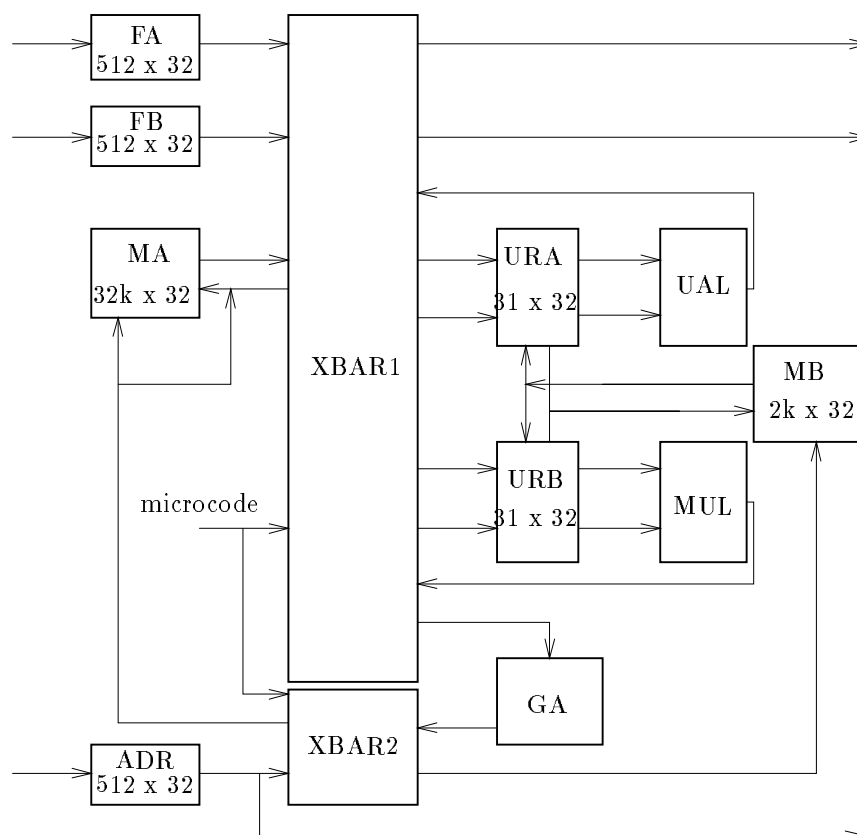 FA
512 x 32
FB
512 x 32
MA
32k x 32
XBAR1
URA
31 x 32
UAL
MB
2k x 32
URB
31 x 32
MUL
microcode
GA
XBAR2
ADR
512 x 32